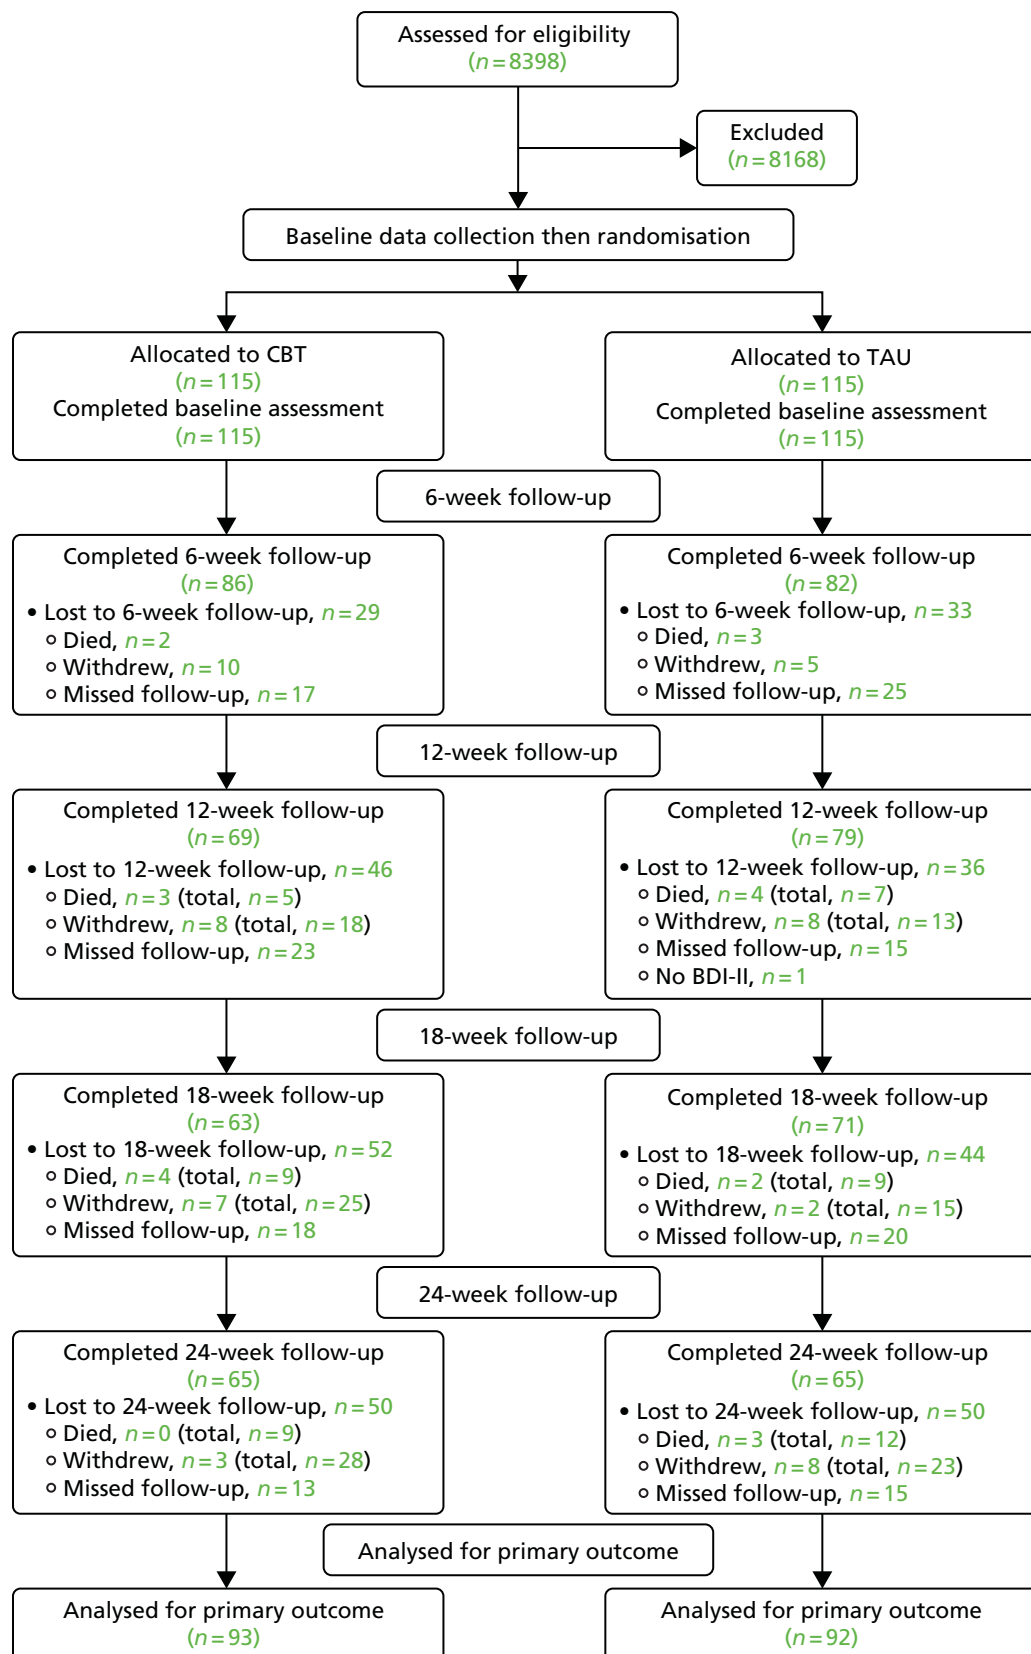 Assessed for eligibility
(n=8398)
Excluded
(n=8168)
Baseline data collection then randomisation
Allocated to CBT
(n=115)
Completed baseline assessment
(n=115)
Allocated to TAU
(n=115)
Completed baseline assessment
(n=115)
6-week follow-up
Completed 6-week follow-up
(n=86)
• Lost to 6-week follow-up, n=29
Died, n=2
Withdrew, n=10
Missed follow-up, n=17
Completed 6-week follow-up
(n=82)
• Lost to 6-week follow-up, n=33
Died, n=3
Withdrew, n=5
Missed follow-up, n=25
12-week follow-up
Completed 12-week follow-up
(n=69)
• Lost to 12-week follow-up, n=46
Died, n=3 (total, n=5)
Withdrew, n=8 (total, n=18)
Missed follow-up, n=23
Completed 12-week follow-up
(n=79)
• Lost to 12-week follow-up, n=36
Died, n=4 (total, n=7)
Withdrew, n=8 (total, n=13)
Missed follow-up, n=15
No BDI-II, n=1
18-week follow-up
Completed 18-week follow-up
(n=63)
• Lost to 18-week follow-up, n=52
Died, n=4 (total, n=9)
Withdrew, n=7 (total, n=25)
Missed follow-up, n=18
Completed 18-week follow-up
(n=71)
• Lost to 18-week follow-up, n=44
Died, n=2 (total, n=9)
Withdrew, n=2 (total, n=15)
Missed follow-up, n=20
24-week follow-up
Completed 24-week follow-up
(n=65)
• Lost to 24-week follow-up, n=50
Died, n=0 (total, n=9)
Withdrew, n=3 (total, n=28)
Missed follow-up, n=13
Completed 24-week follow-up
(n=65)
• Lost to 24-week follow-up, n=50
Died, n=3 (total, n=12)
Withdrew, n=8 (total, n=23)
Missed follow-up, n=15
Analysed for primary outcome
Analysed for primary outcome
(n=93)
Analysed for primary outcome
(n=92)